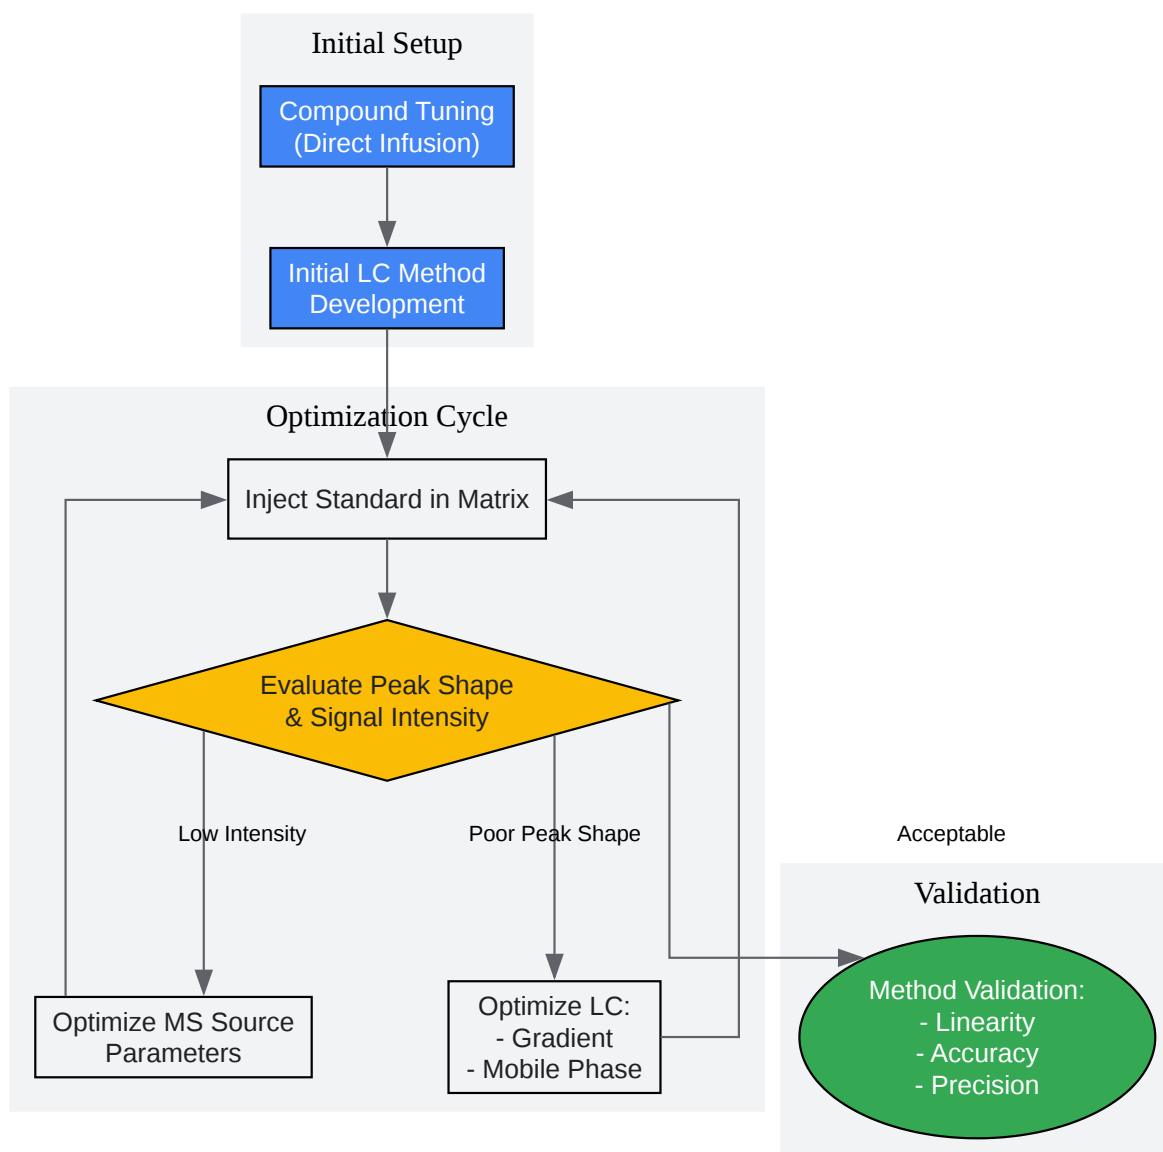 Initial Setup
Compound Tuning
(Direct Infusion)
Initial LC Method
Development
Optimization Cycle
Inject Standard in Matrix
Evaluate Peak Shape
& Signal Intensity
Low Intensity
Poor Peak Shape
Acceptable
Optimize MS Source
Parameters
Optimize LC:
- Gradient
- Mobile Phase
Validation
Method Validation:
- Linearity
- Accuracy
- Precision